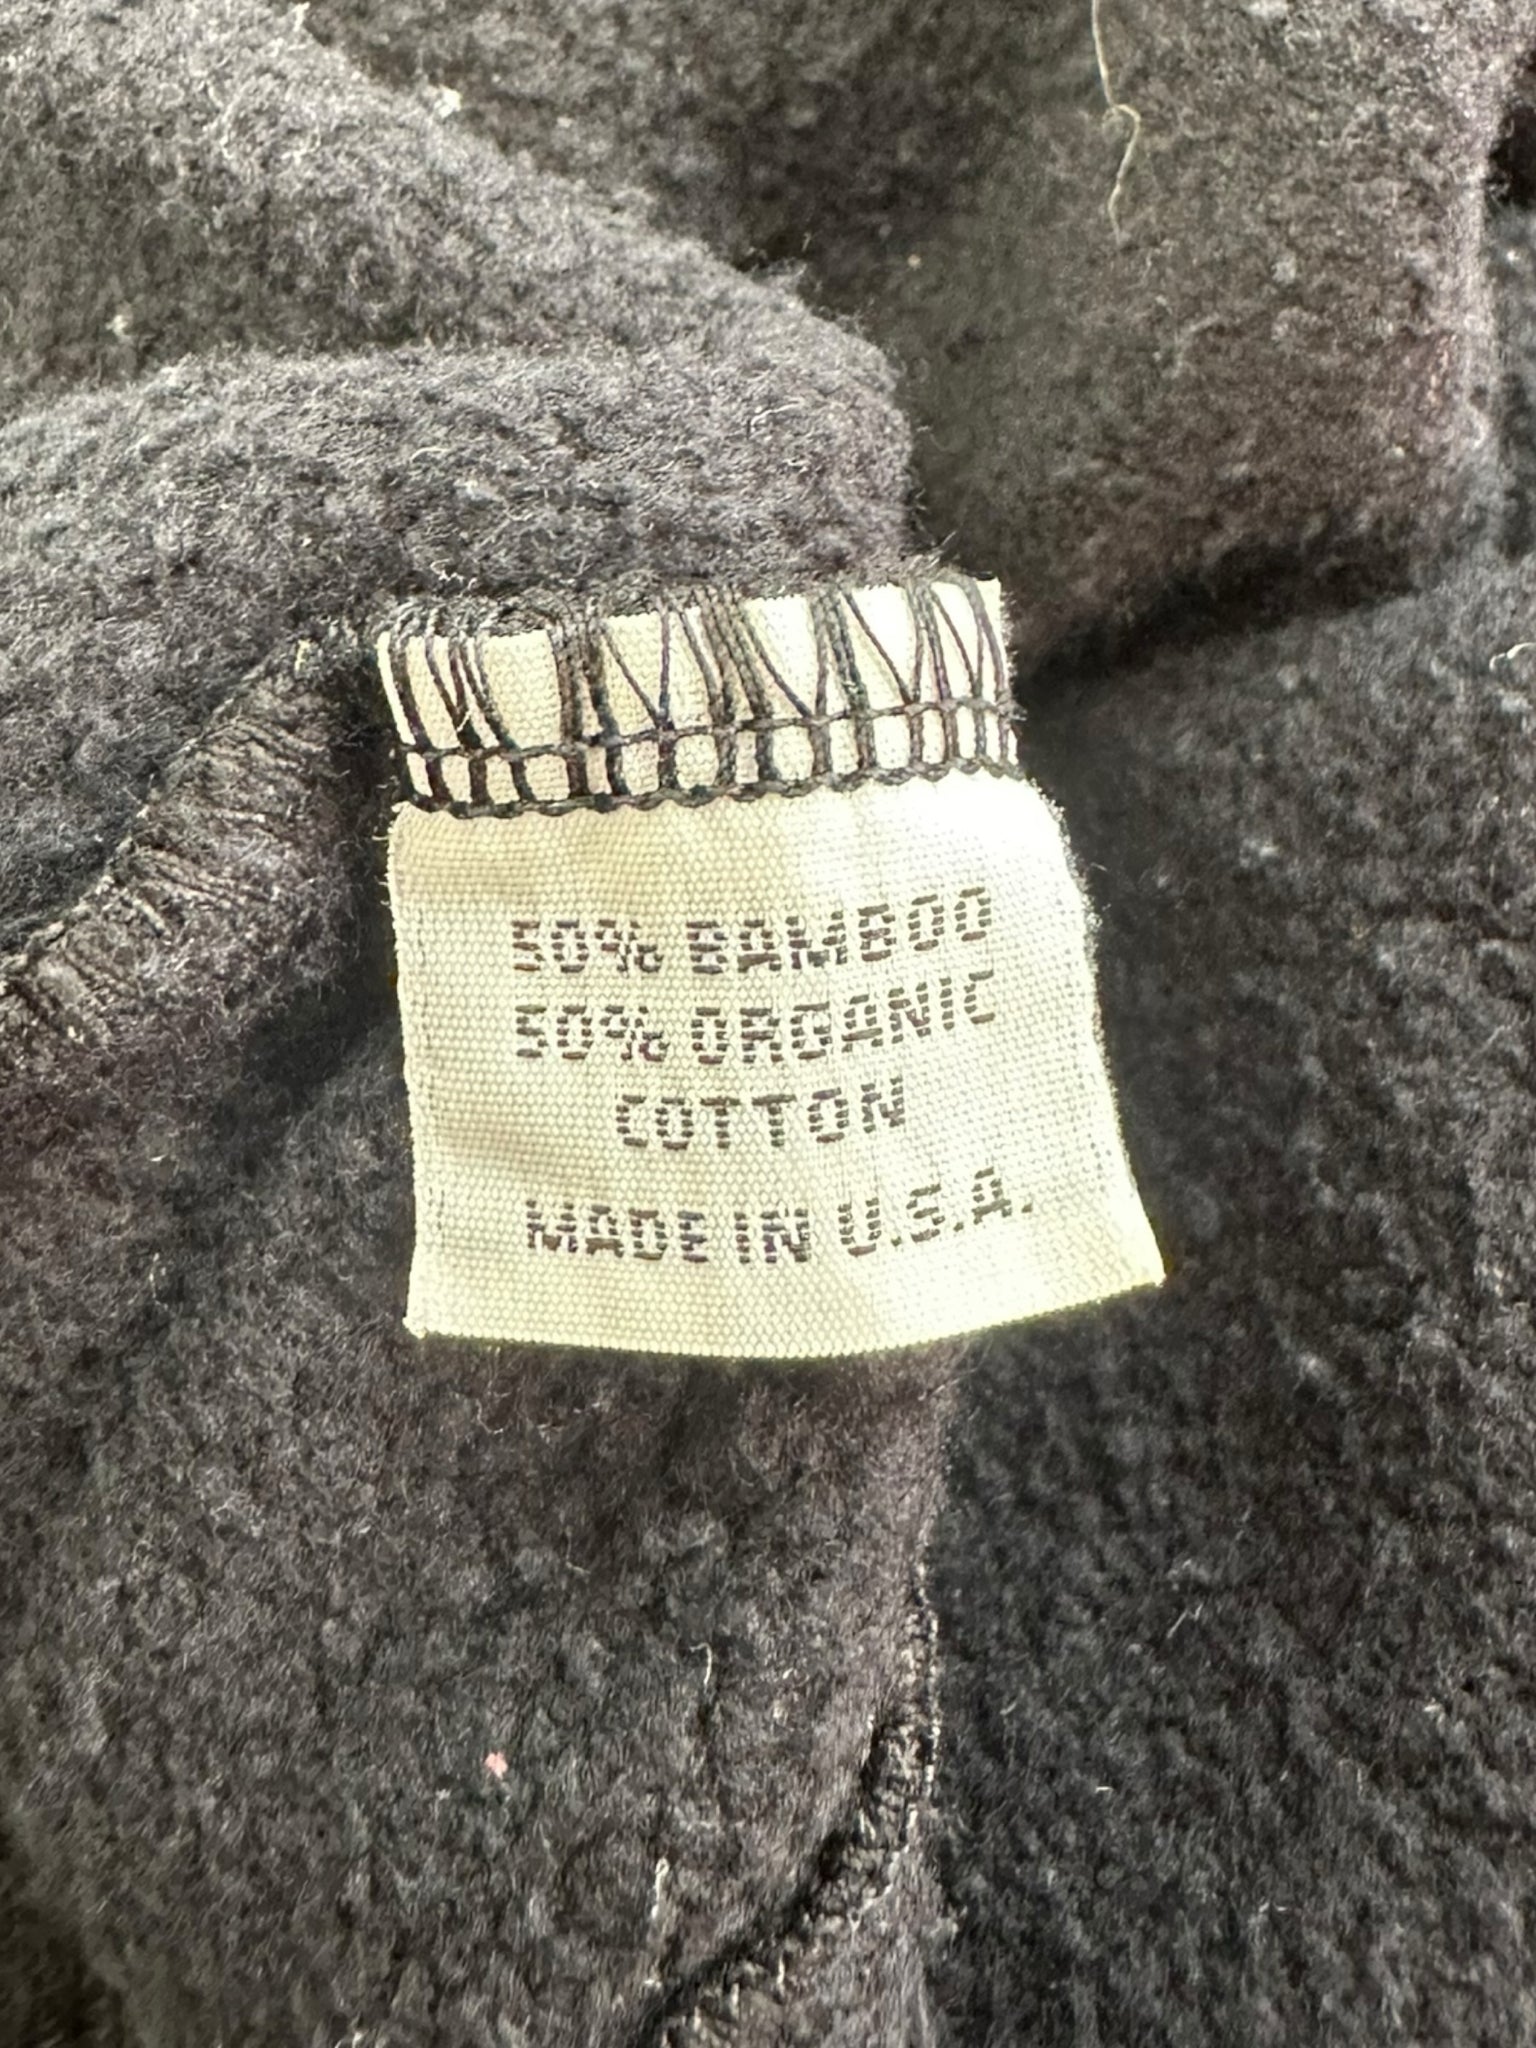 50% BAMBOO
50% ORGANIC
COTTON
MADE IN U.S.A.